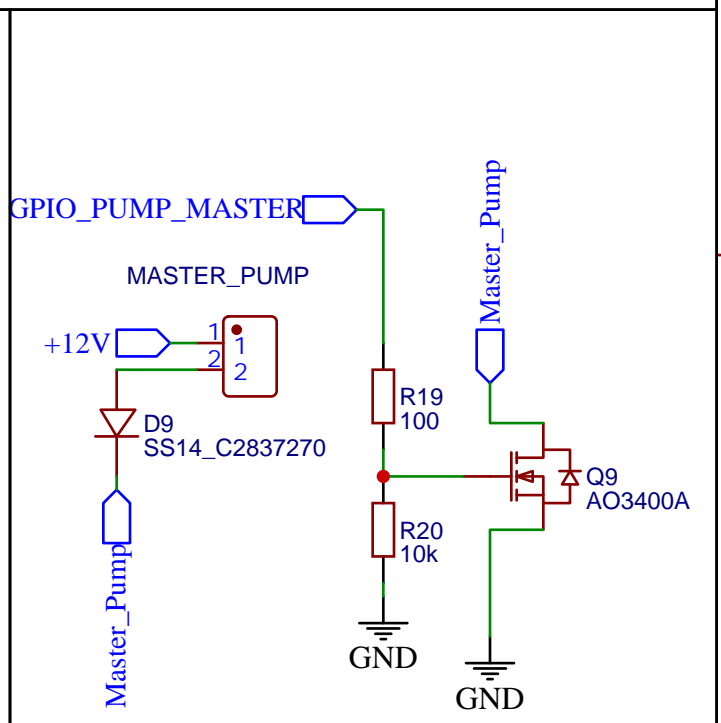 Master_Pump
GPIO_PUMP_MASTER
MASTER_PUMP
+12V
1
1
2
2
R19
100
D9
SS14_C2837270
Q9
AO3400A
R20
10k
Master_Pump
GND
GND